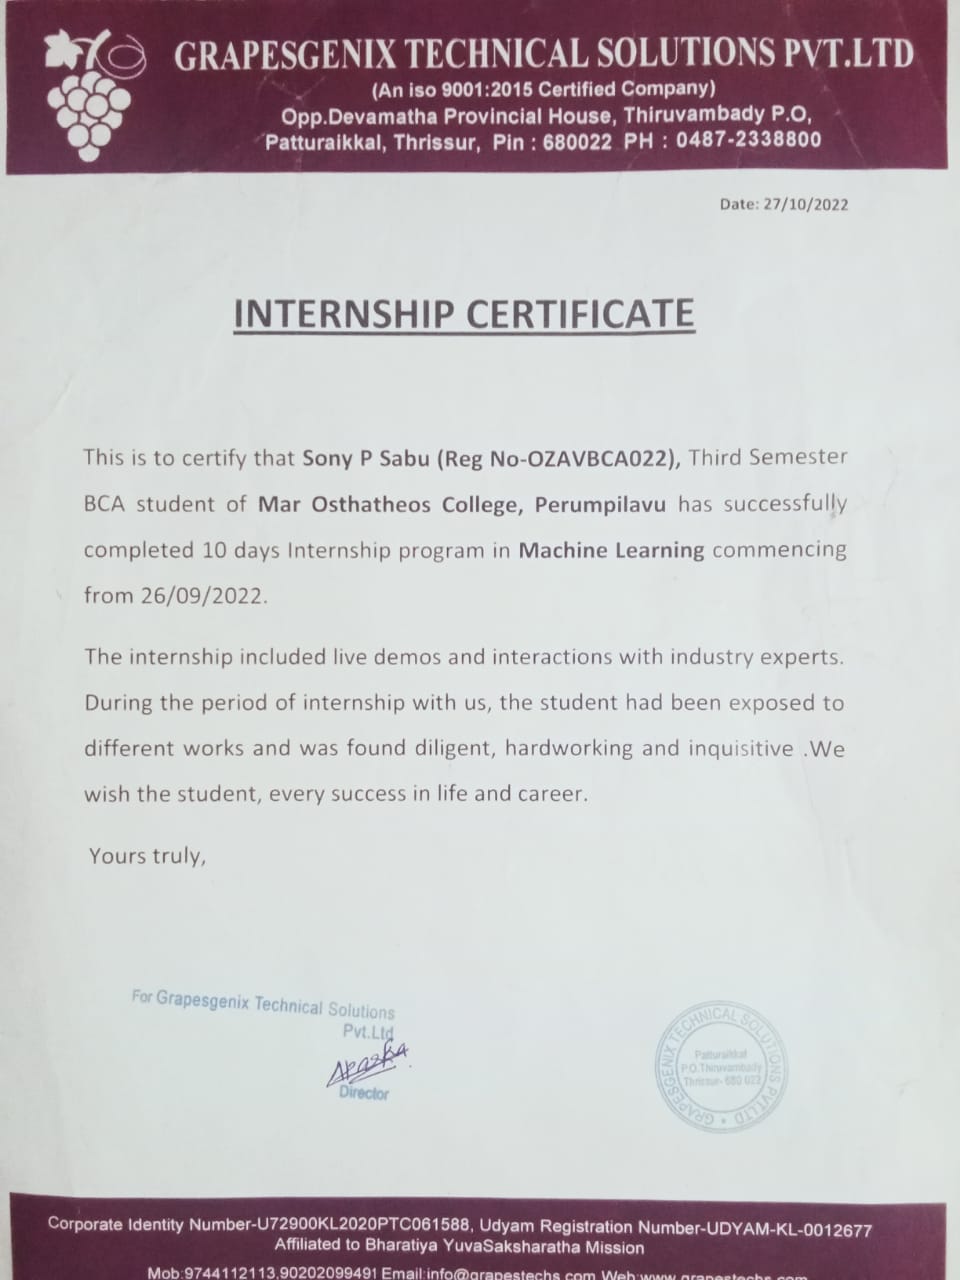 GRAPESGENIX TECHNICAL SOLUTIONS PVT.LTD
(An iso 9001:2015 Certified Company)
Opp.Devamatha Provincial House, Thiruvambady P.O,
Patturaikkal, Thrissur, Pin : 680022 PH : 0487-2338800
Date: 27/10/2022
INTERNSHIP CERTIFICATE
This is to certify that Sony P Sabu (Reg No-OZAVBCA022), Third Semester
BCA student of Mar Osthatheos College, Perumpilavu has successfully
completed 10 days Internship program in Machine Learning commencing
from 26/09/2022.
The internship included live demos and interactions with industry experts.
During the period of internship with us, the student had been exposed to
different works and was found diligent, hardworking and inquisitive .We
wish the student, every success in life and career.
Yours truly,
For Grapesgenix Technical Solutions
Pvt.Ltd
Director
GRAPESGENIX TECHNICAL SOLUTIONS PVT.LTD
Patturaikkal
P.O.Thiruvambady
Thrissur- 680 022
Corporate Identity Number-U72900KL2020PTC061588, Udyam Registration Number-UDYAM-KL-0012677
Affiliated to Bharatiya YuvaSaksharatha Mission
Mob:9744112113,90202099491 Email:info@grapestechs.com Web:www.grapestechs.com